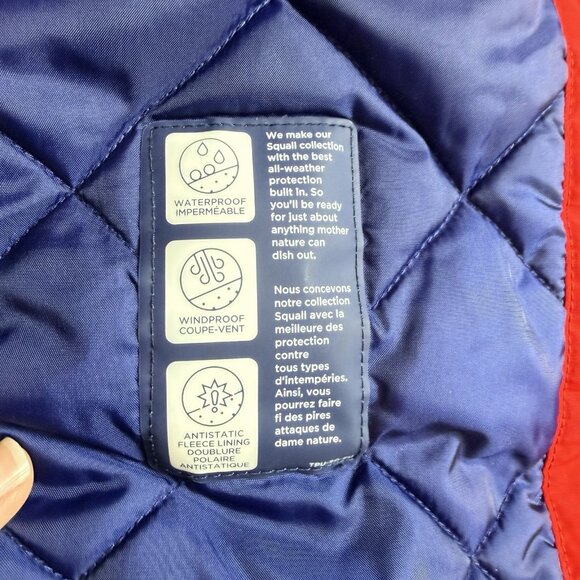 WATERPROOF
IMPERMÉABLE
WINDPROOF
COUPE-VENT
ANTISTATIC
FLEECE LINING
DOUBLURE
POLAIRE
ANTISTATIQUE
We make our
Squall collection
with the best
all-weather
protection
built in. So
you'll be ready
for just about
anything mother
nature can
dish out.
Nous concevons
notre collection
Squall avec la
meilleure des
protection
contre
tous types
d'intempéries.
Ainsi, vous
pourrez faire
fi des pires
attaques de
dame nature.